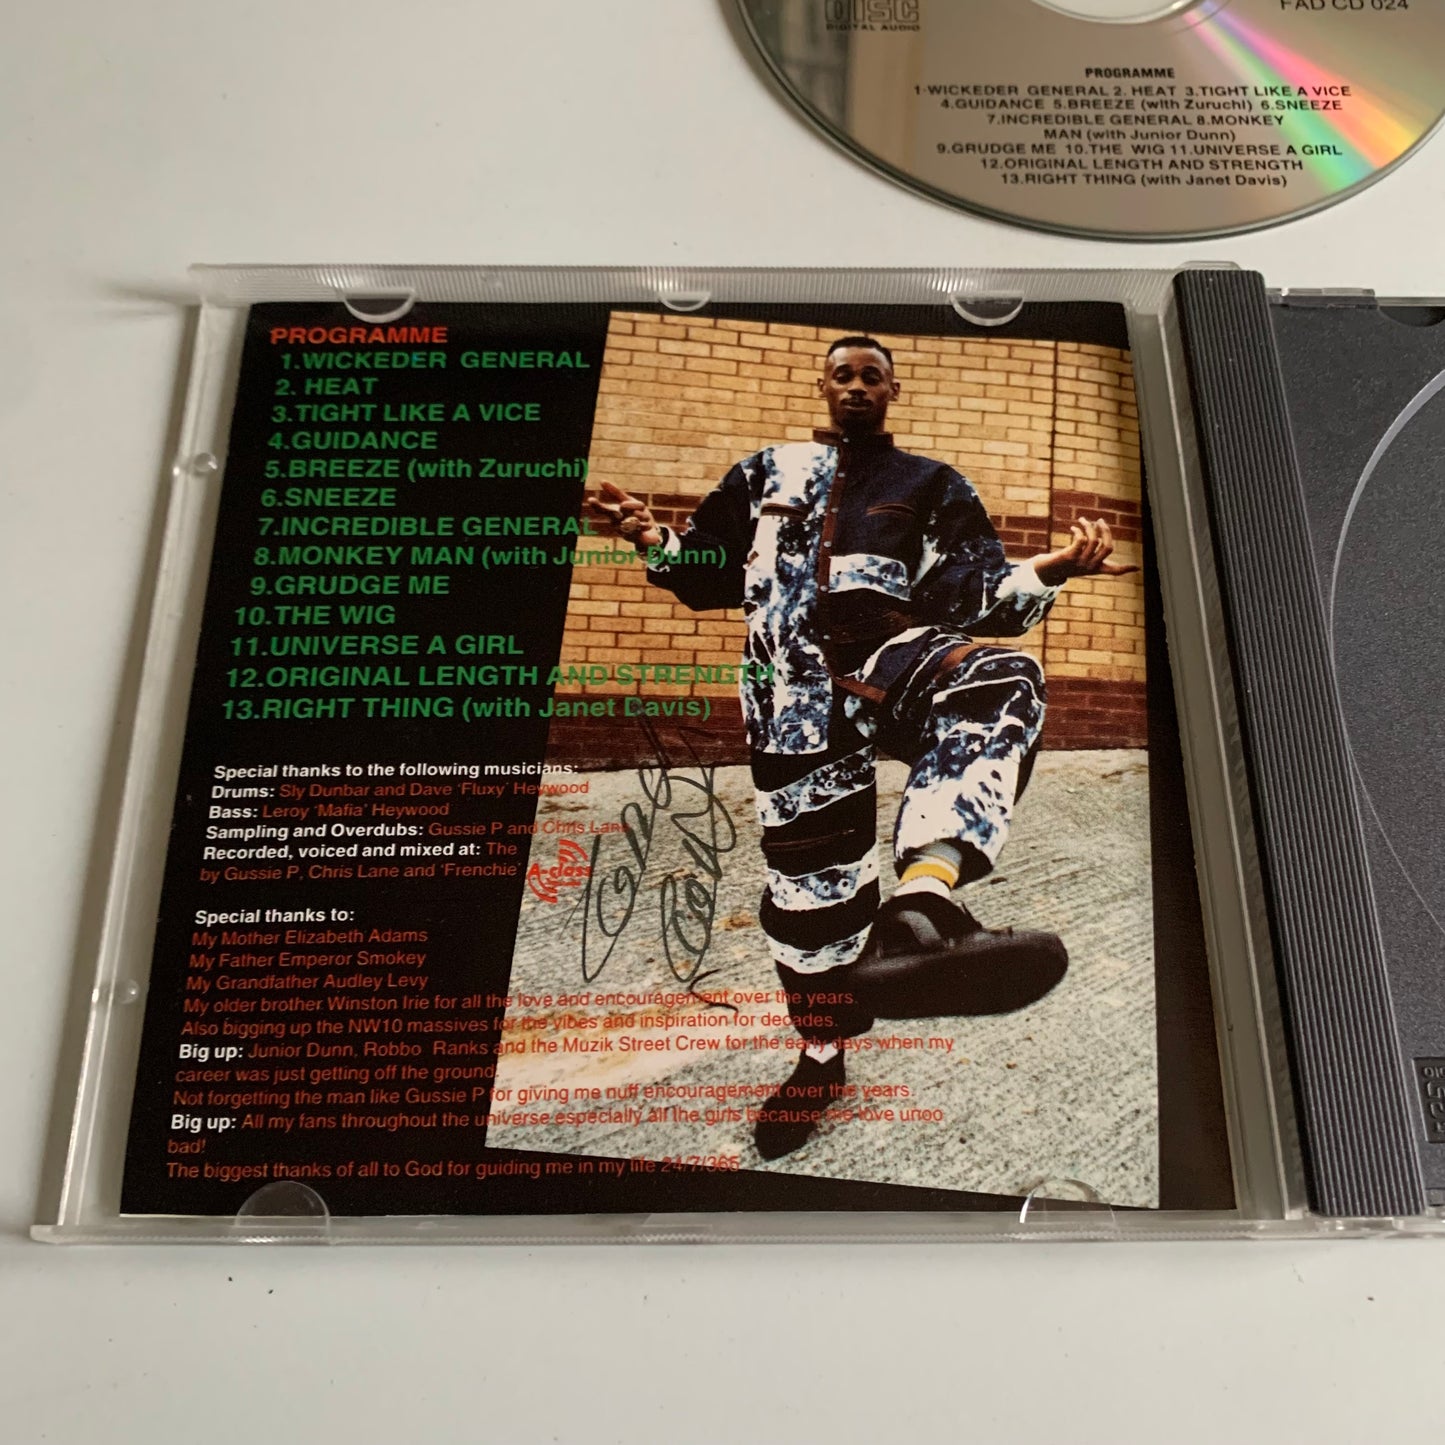 DISC
DIGITAL AUDIO
FAD CD 024
PROGRAMME
1·WICKEDER GENERAL 2. HEAT 3.TIGHT LIKE A VICE
4.GUIDANCE 5.BREEZE (with Zuruchi) 6.SNEEZE
7.INCREDIBLE GENERAL 8.MONKEY
MAN (with Junior Dunn)
9.GRUDGE ME 10.THE WIG 11.UNIVERSE A GIRL
12.ORIGINAL LENGTH AND STRENGTH
13.RIGHT THING (with Janet Davis)
PROGRAMME
1.WICKEDER GENERAL
2. HEAT
3.TIGHT LIKE A VICE
4.GUIDANCE
5.BREEZE (with Zuruchi)
6.SNEEZE
7.INCREDIBLE GENERAL
8.MONKEY MAN (with Junior Dunn)
9.GRUDGE ME
10.THE WIG
11.UNIVERSE A GIRL
12.ORIGINAL LENGTH AND STRENGTH
13.RIGHT THING (with Janet Davis)
Special thanks to the following musicians:
Drums: Sly Dunbar and Dave 'Fluxy' Heywood
Bass: Leroy 'Mafia' Heywood
Sampling and Overdubs: Gussie P and Chris Lane
Recorded, voiced and mixed at: The
by Gussie P, Chris Lane and 'Frenchie'
A-class
Special thanks to:
My Mother Elizabeth Adams
My Father Emperor Smokey
My Grandfather Audley Levy
My older brother Winston Irie for all the love and encouragement over the years.
Also bigging up the NW10 massives for the vibes and inspiration for decades.
Big up: Junior Dunn, Robbo Ranks and the Muzik Street Crew for the early days when my
career was just getting off the ground.
Not forgetting the man like Gussie P for giving me nuff encouragement over the years.
Big up: All my fans throughout the universe especially all the girls because me love unoo
bad!
The biggest thanks of all to God for guiding me in my life 24/7/365